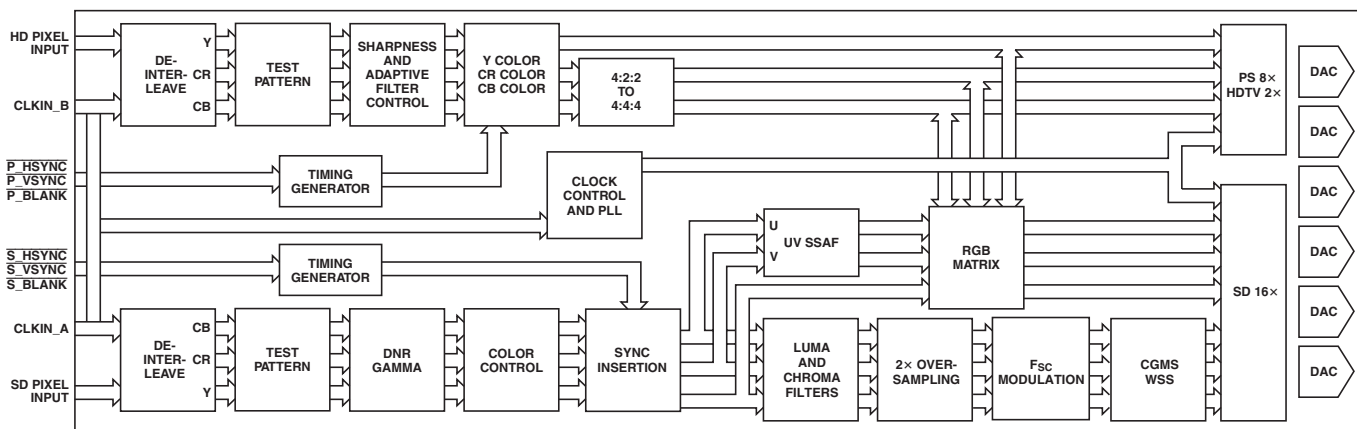 HD PIXEL
INPUT
CLKIN_B
P_HSYNC
P_VSYNC
P_BLANK
S_HSYNC
S_VSYNC
S_BLANK
CLKIN_A
SD PIXEL
INPUT
DE-
INTER-
LEAVE
Y
CR
CB
TEST
PATTERN
SHARPNESS
AND
ADAPTIVE
FILTER
CONTROL
Y COLOR
CR COLOR
CB COLOR
4:2:2
TO
4:4:4
PS 8×
HDTV 2×
TIMING
GENERATOR
CLOCK
CONTROL
AND PLL
TIMING
GENERATOR
U
V
UV SSAF
RGB
MATRIX
SD 16×
DE-
INTER-
LEAVE
CB
CR
Y
TEST
PATTERN
DNR
GAMMA
COLOR
CONTROL
SYNC
INSERTION
LUMA
AND
CHROMA
FILTERS
2× OVER-
SAMPLING
FSC
MODULATION
CGMS
WSS
DAC
DAC
DAC
DAC
DAC
DAC